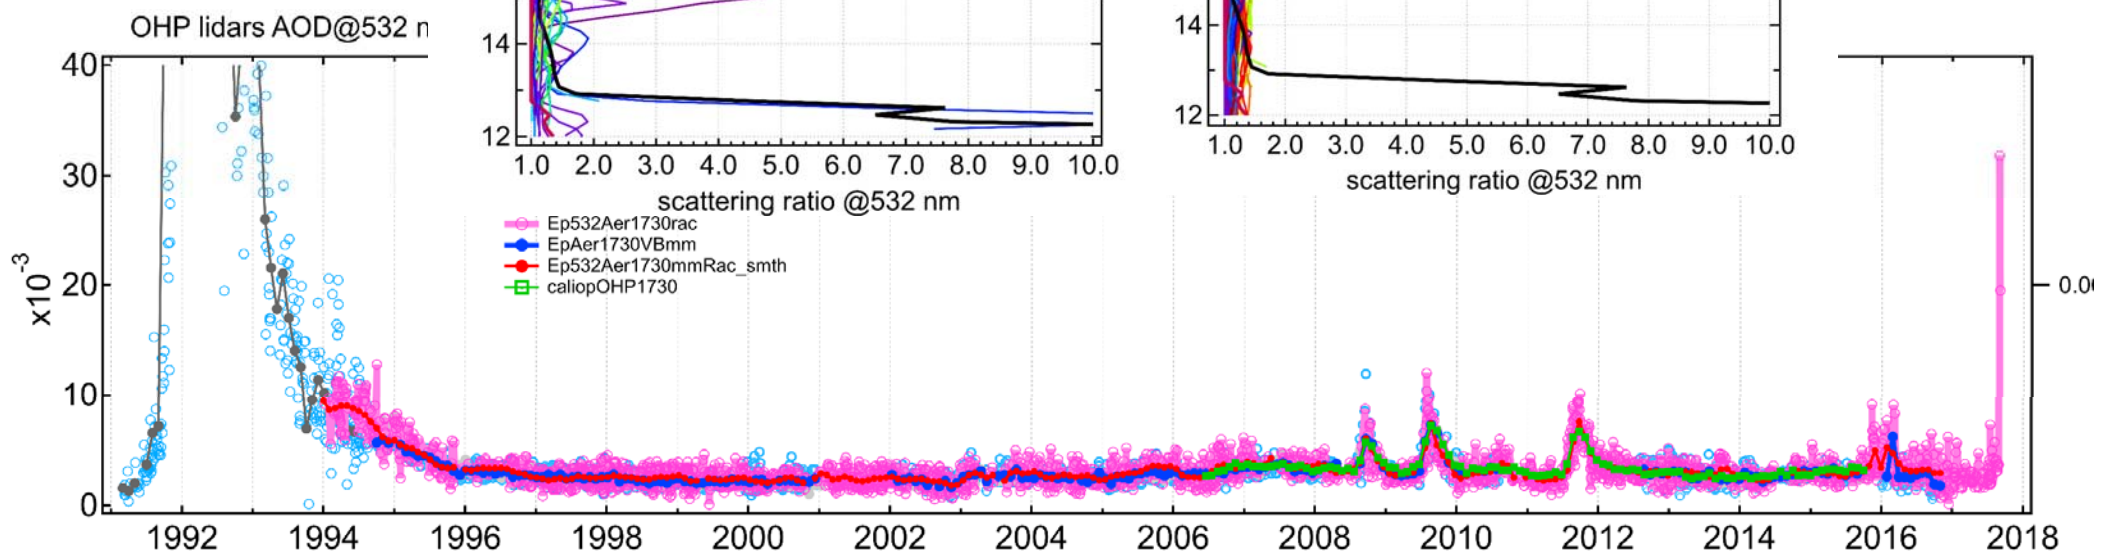 OHP lidars AOD@532 n
40
30
20
10
0
x10-3
14
12
1.0 2.0 3.0 4.0 5.0 6.0 7.0 8.0 9.0 10.0
scattering ratio @532 nm
14
12
1.0 2.0 3.0 4.0 5.0 6.0 7.0 8.0 9.0 10.0
scattering ratio @532 nm
Ep532Aer1730rac
EpAer1730VBmm
Ep532Aer1730mmRac_smth
caliopOHP1730
1992 1994 1996 1998 2000 2002 2004 2006 2008 2010 2012 2014 2016 2018